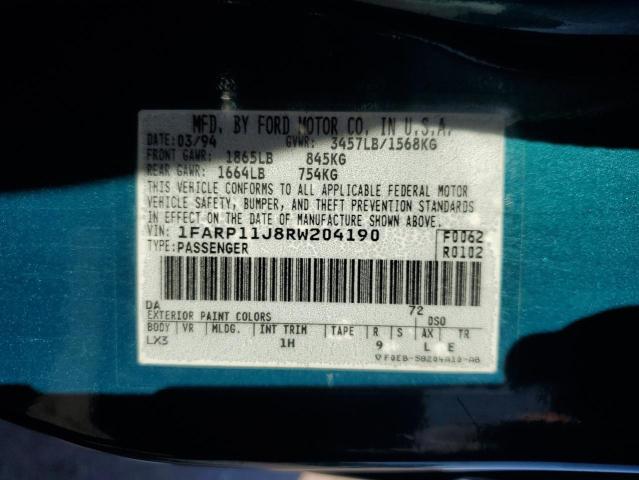 MFD. BY FORD MOTOR CO. IN U.S.A.
DATE: 03/94 GVWR: 3457LB/1568KG
FRONT GAWR: 1865LB 845KG
REAR GAWR: 1664LB 754KG
THIS VEHICLE CONFORMS TO ALL APPLICABLE FEDERAL MOTOR
VEHICLE SAFETY, BUMPER, AND THEFT PREVENTION STANDARDS
IN EFFECT ON THE DATE OF MANUFACTURE SHOWN ABOVE.
VIN: 1FARP11J8RW204190 F0062
TYPE: PASSENGER R0102
DA 72
EXTERIOR PAINT COLORS DSO
BODY VR MLDG. INT TRIM TAPE R S AX TR
LX3 1H 9 L E
F0EB-58204A10-AB